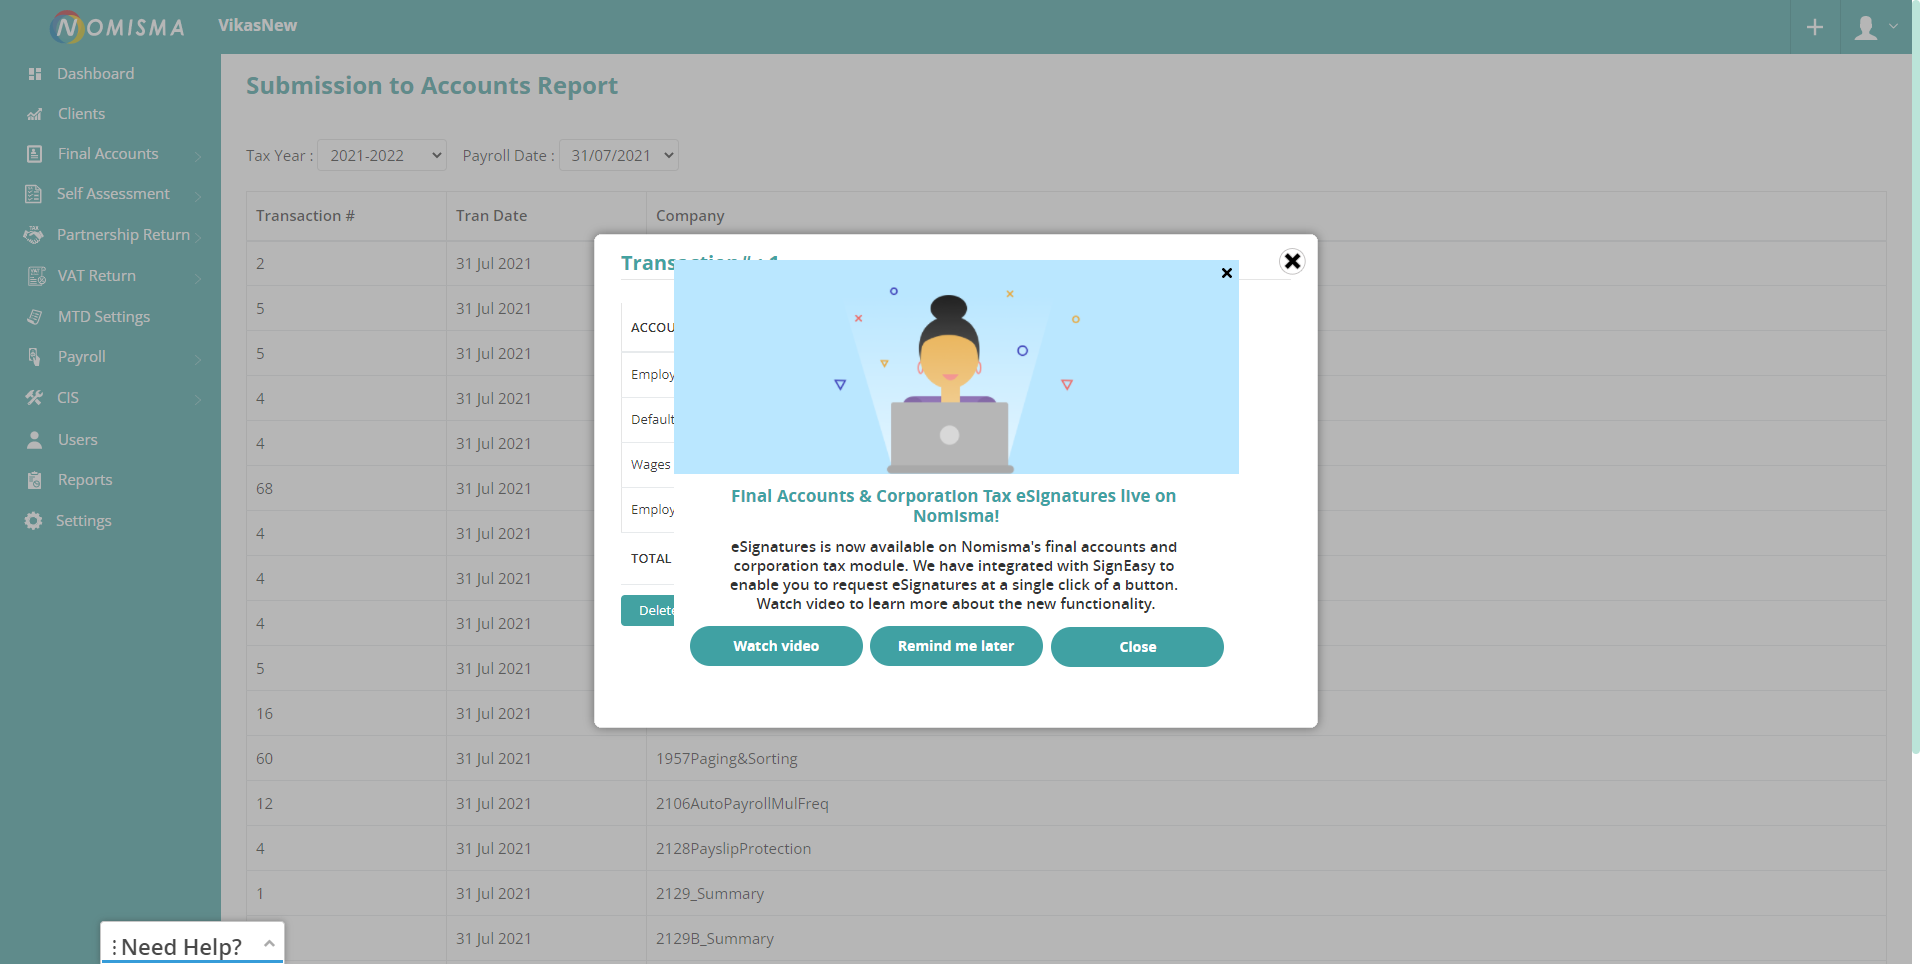 NOMISMA
VikasNew
Dashboard
Clients
Final Accounts
Self Assessment
Partnership Return
VAT Return
MTD Settings
Payroll
CIS
Users
Reports
Settings
Submission to Accounts Report
Tax Year : 2021-2022 Payroll Date : 31/07/2021
Transaction # Tran Date Company
2 31 Jul 2021
5 31 Jul 2021
5 31 Jul 2021
4 31 Jul 2021
4 31 Jul 2021
68 31 Jul 2021
4 31 Jul 2021
4 31 Jul 2021
4 31 Jul 2021
5 31 Jul 2021
16 31 Jul 2021
60 31 Jul 2021 1957Paging&Sorting
12 31 Jul 2021 2106AutoPayrollMulFreq
4 31 Jul 2021 2128PayslipProtection
1 31 Jul 2021 2129_Summary
31 Jul 2021 2129B_Summary
Transaction # : 1
ACCOU
Employ
Default
Wages
Employ
TOTAL
Delete
Final Accounts & Corporation Tax eSignatures live on
Nomisma!
eSignatures is now available on Nomisma's final accounts and
corporation tax module. We have integrated with SignEasy to
enable you to request eSignatures at a single click of a button.
Watch video to learn more about the new functionality.
Watch video
Remind me later
Close
Need Help?